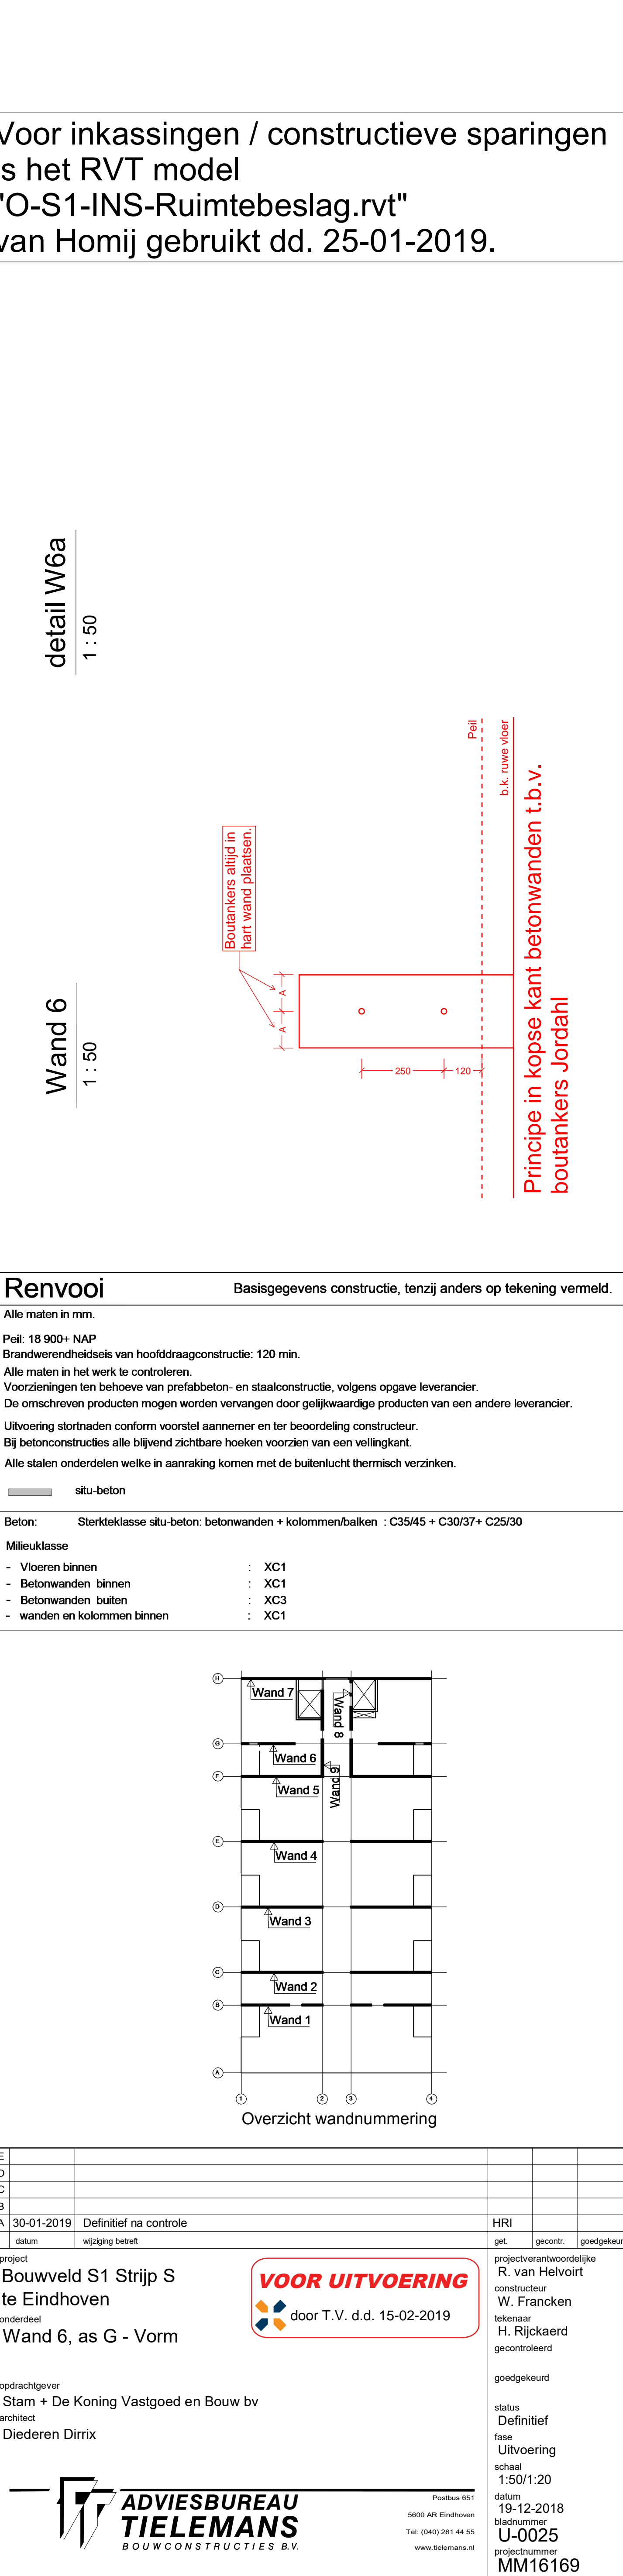 Voor inkassingen / constructieve sparingen
s het RVT model
"O-S1-INS-Ruimtebeslag.rvt"
van Homij gebruikt dd. 25-01-2019.
detail W6a
1 : 50
Wand 6
1 : 50
Boutankers altijd in
hart wand plaatsen.
Peil
b.k. ruwe vloer
A
A
250
120
Principe in kopse kant betonwanden t.b.v.
boutankers Jordahl
Renvooi
Basisgegevens constructie, tenzij anders op tekening vermeld.
Alle maten in mm.
Peil: 18 900+ NAP
Brandwerendheidseis van hoofddraagconstructie: 120 min.
Alle maten in het werk te controleren.
Voorzieningen ten behoeve van prefabbeton- en staalconstructie, volgens opgave leverancier.
De omschreven producten mogen worden vervangen door gelijkwaardige producten van een andere leverancier.
Uitvoering stortnaden conform voorstel aannemer en ter beoordeling constructeur.
Bij betonconstructies alle blijvend zichtbare hoeken voorzien van een vellingkant.
Alle stalen onderdelen welke in aanraking komen met de buitenlucht thermisch verzinken.
situ-beton
Beton: Sterkteklasse situ-beton: betonwanden + kolommen/balken : C35/45 + C30/37+ C25/30
Milieuklasse
- Vloeren binnen : XC1
- Betonwanden binnen : XC1
- Betonwanden buiten : XC3
- wanden en kolommen binnen : XC1
H
Wand 7
Wand 8
G
Wand 6
F
Wand 5
Wand 9
E
Wand 4
D
Wand 3
C
Wand 2
B
Wand 1
A
1 2 3 4
Overzicht wandnummering
E
D
C
B
A 30-01-2019 Definitief na controle HRI
datum wijziging betreft get. gecontr. goedgekeur
project
Bouwveld S1 Strijp S
te Eindhoven
onderdeel
Wand 6, as G - Vorm
VOOR UITVOERING
door T.V. d.d. 15-02-2019
opdrachtgever
Stam + De Koning Vastgoed en Bouw bv
architect
Diederen Dirrix
projectverantwoordelijke
R. van Helvoirt
constructeur
W. Francken
tekenaar
H. Rijckaerd
gecontroleerd
goedgekeurd
status
Definitief
fase
Uitvoering
schaal
1:50/1:20
datum
19-12-2018
bladnummer
U-0025
projectnummer
MM16169
ADVIESBUREAU
TIELEMANS
BOUWCONSTRUCTIES B.V.
Postbus 651
5600 AR Eindhoven
Tel: (040) 281 44 55
www.tielemans.nl